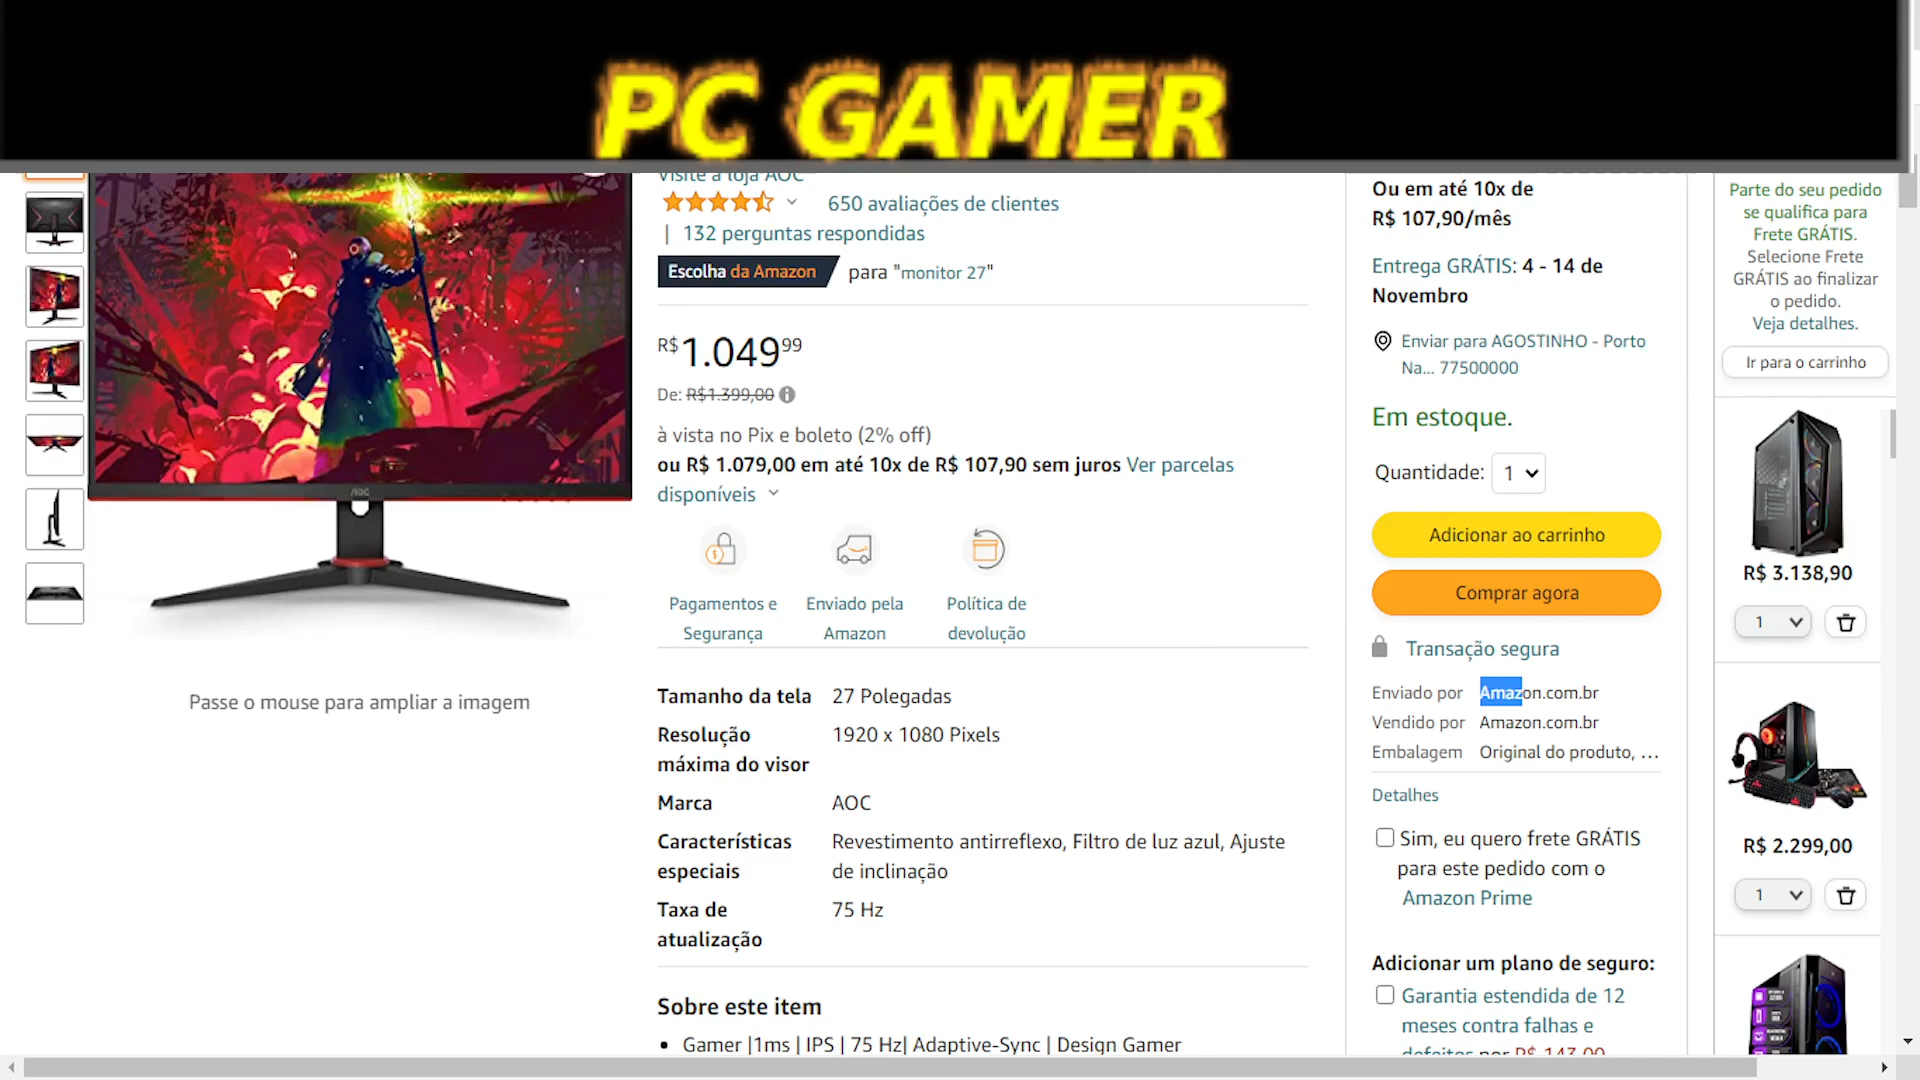 PC GAMER
Visite a loja AOC
650 avaliações de clientes
| 132 perguntas respondidas
Escolha da Amazon para "monitor 27"
R$ 1.049 99
De: R$1.399,00
à vista no Pix e boleto (2% off)
ou R$ 1.079,00 em até 10x de R$ 107,90 sem juros Ver parcelas
disponíveis
Pagamentos e
Segurança
Enviado pela
Amazon
Política de
devolução
Tamanho da tela 27 Polegadas
Resolução 1920 x 1080 Pixels
máxima do visor
Marca AOC
Características Revestimento antirreflexo, Filtro de luz azul, Ajuste
especiais de inclinação
Taxa de 75 Hz
atualização
Sobre este item
• Gamer |1ms | IPS | 75 Hz| Adaptive-Sync | Design Gamer
AOC
Passe o mouse para ampliar a imagem
Ou em até 10x de
R$ 107,90/mês
Entrega GRÁTIS: 4 - 14 de
Novembro
Enviar para AGOSTINHO - Porto
Na... 77500000
Em estoque.
Quantidade: 1
Adicionar ao carrinho
Comprar agora
Transação segura
Enviado por Amazon.com.br
Vendido por Amazon.com.br
Embalagem Original do produto, …
Detalhes
Sim, eu quero frete GRÁTIS
para este pedido com o
Amazon Prime
Adicionar um plano de seguro:
Garantia estendida de 12
meses contra falhas e
defeitos por R$ 143,00
Parte do seu pedido
se qualifica para
Frete GRÁTIS.
Selecione Frete
GRÁTIS ao finalizar
o pedido.
Veja detalhes.
Ir para o carrinho
R$ 3.138,90
1
R$ 2.299,00
1